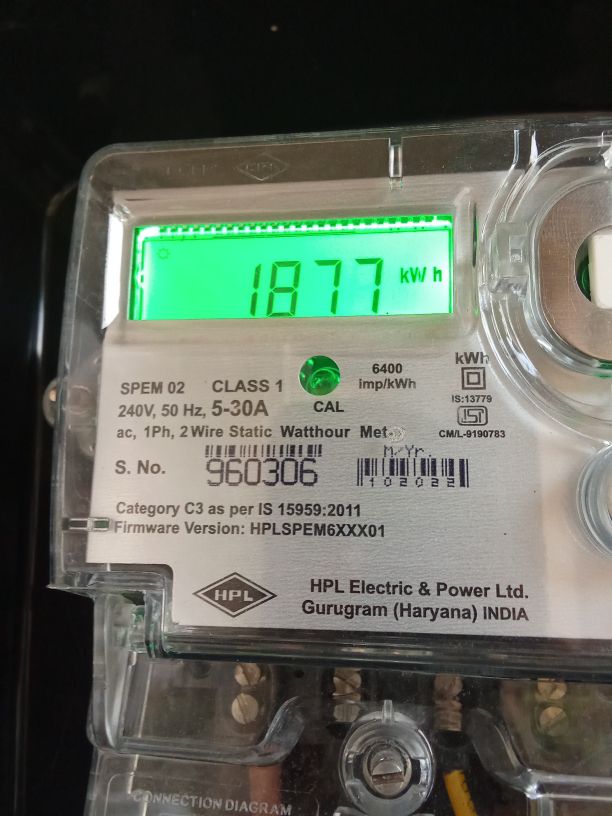 1877 kWh
SPEM 02 CLASS 1
6400
imp/kWh
kWh
240V, 50 Hz, 5-30A
CAL
IS:13779
ISI
CM/L-9190783
ac, 1Ph, 2 Wire Static Watthour Met
M/Yr.
S. No. 960306
102022
Category C3 as per IS 15959:2011
Firmware Version: HPLSPEM6XXX01
HPL
HPL Electric & Power Ltd.
Gurugram (Haryana) INDIA
CONNECTION DIAGRAM